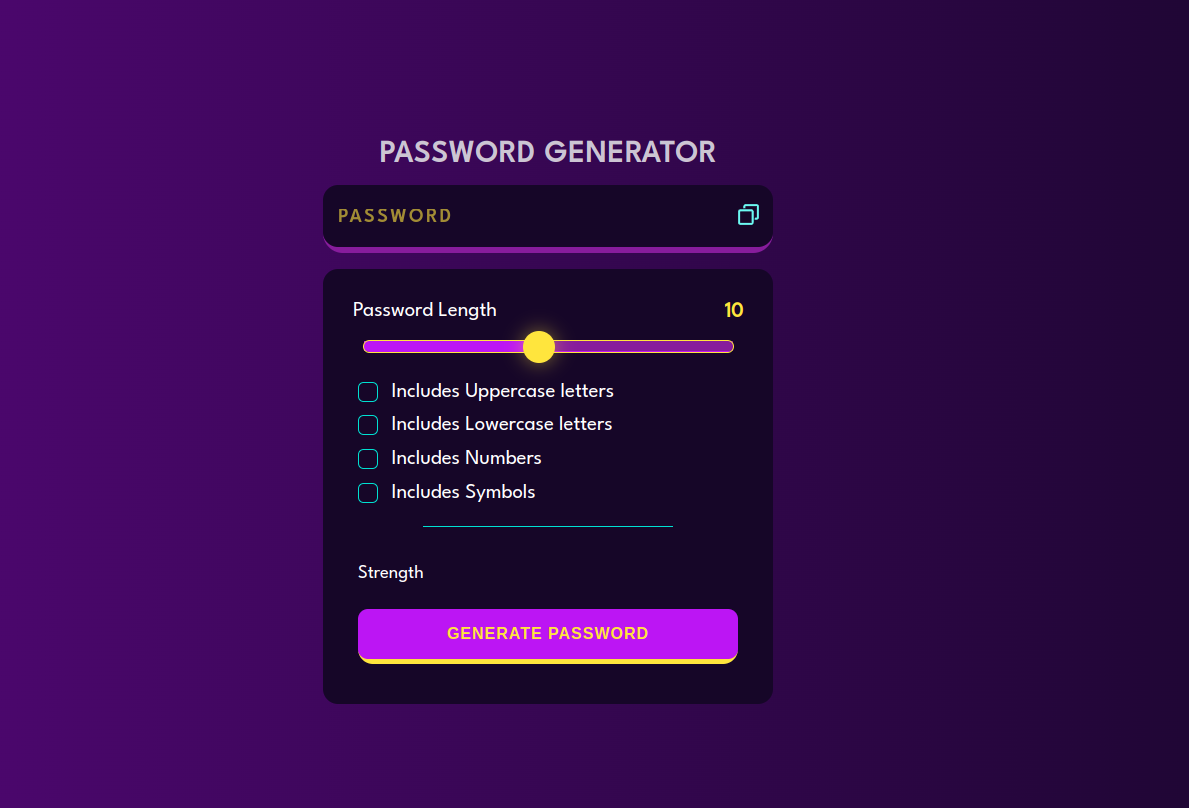 PASSWORD GENERATOR
PASSWORD
Password Length 10
Includes Uppercase letters
Includes Lowercase letters
Includes Numbers
Includes Symbols
Strength
GENERATE PASSWORD